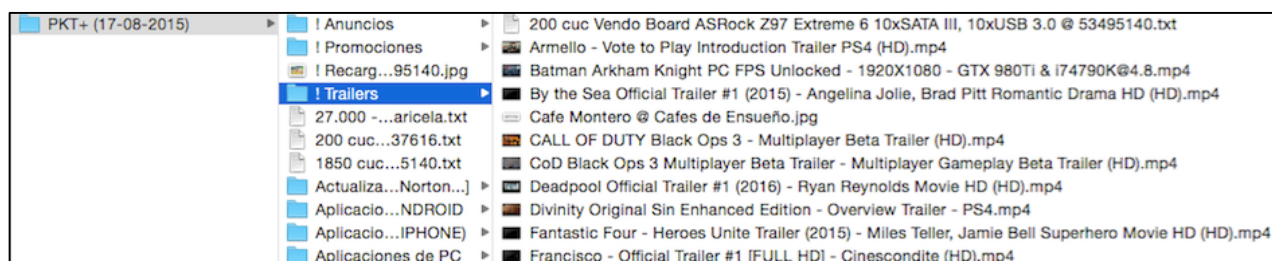 PKT+ (17-08-2015)
! Anuncios
! Promociones
! Recarg...95140.jpg
! Trailers
27.000 -...aricela.txt
200 cuc...37616.txt
1850 cuc...5140.txt
Actualiza...Norton...]
Aplicacio...NDROID
Aplicacio...IPHONE)
Aplicaciones de PC
200 cuc Vendo Board ASRock Z97 Extreme 6 10xSATA III, 10xUSB 3.0 @ 53495140.txt
Armello - Vote to Play Introduction Trailer PS4 (HD).mp4
Batman Arkham Knight PC FPS Unlocked - 1920X1080 - GTX 980Ti & i74790K@4.8.mp4
By the Sea Official Trailer #1 (2015) - Angelina Jolie, Brad Pitt Romantic Drama HD (HD).mp4
Cafe Montero @ Cafes de Ensueño.jpg
CALL OF DUTY Black Ops 3 - Multiplayer Beta Trailer (HD).mp4
CoD Black Ops 3 Multiplayer Beta Trailer - Multiplayer Gameplay Beta Trailer (HD).mp4
Deadpool Official Trailer #1 (2016) - Ryan Reynolds Movie HD (HD).mp4
Divinity Original Sin Enhanced Edition - Overview Trailer - PS4.mp4
Fantastic Four - Heroes Unite Trailer (2015) - Miles Teller, Jamie Bell Superhero Movie HD (HD).mp4
Francisco - Official Trailer #1 [FULL HD] - Cinescondite (HD).mp4